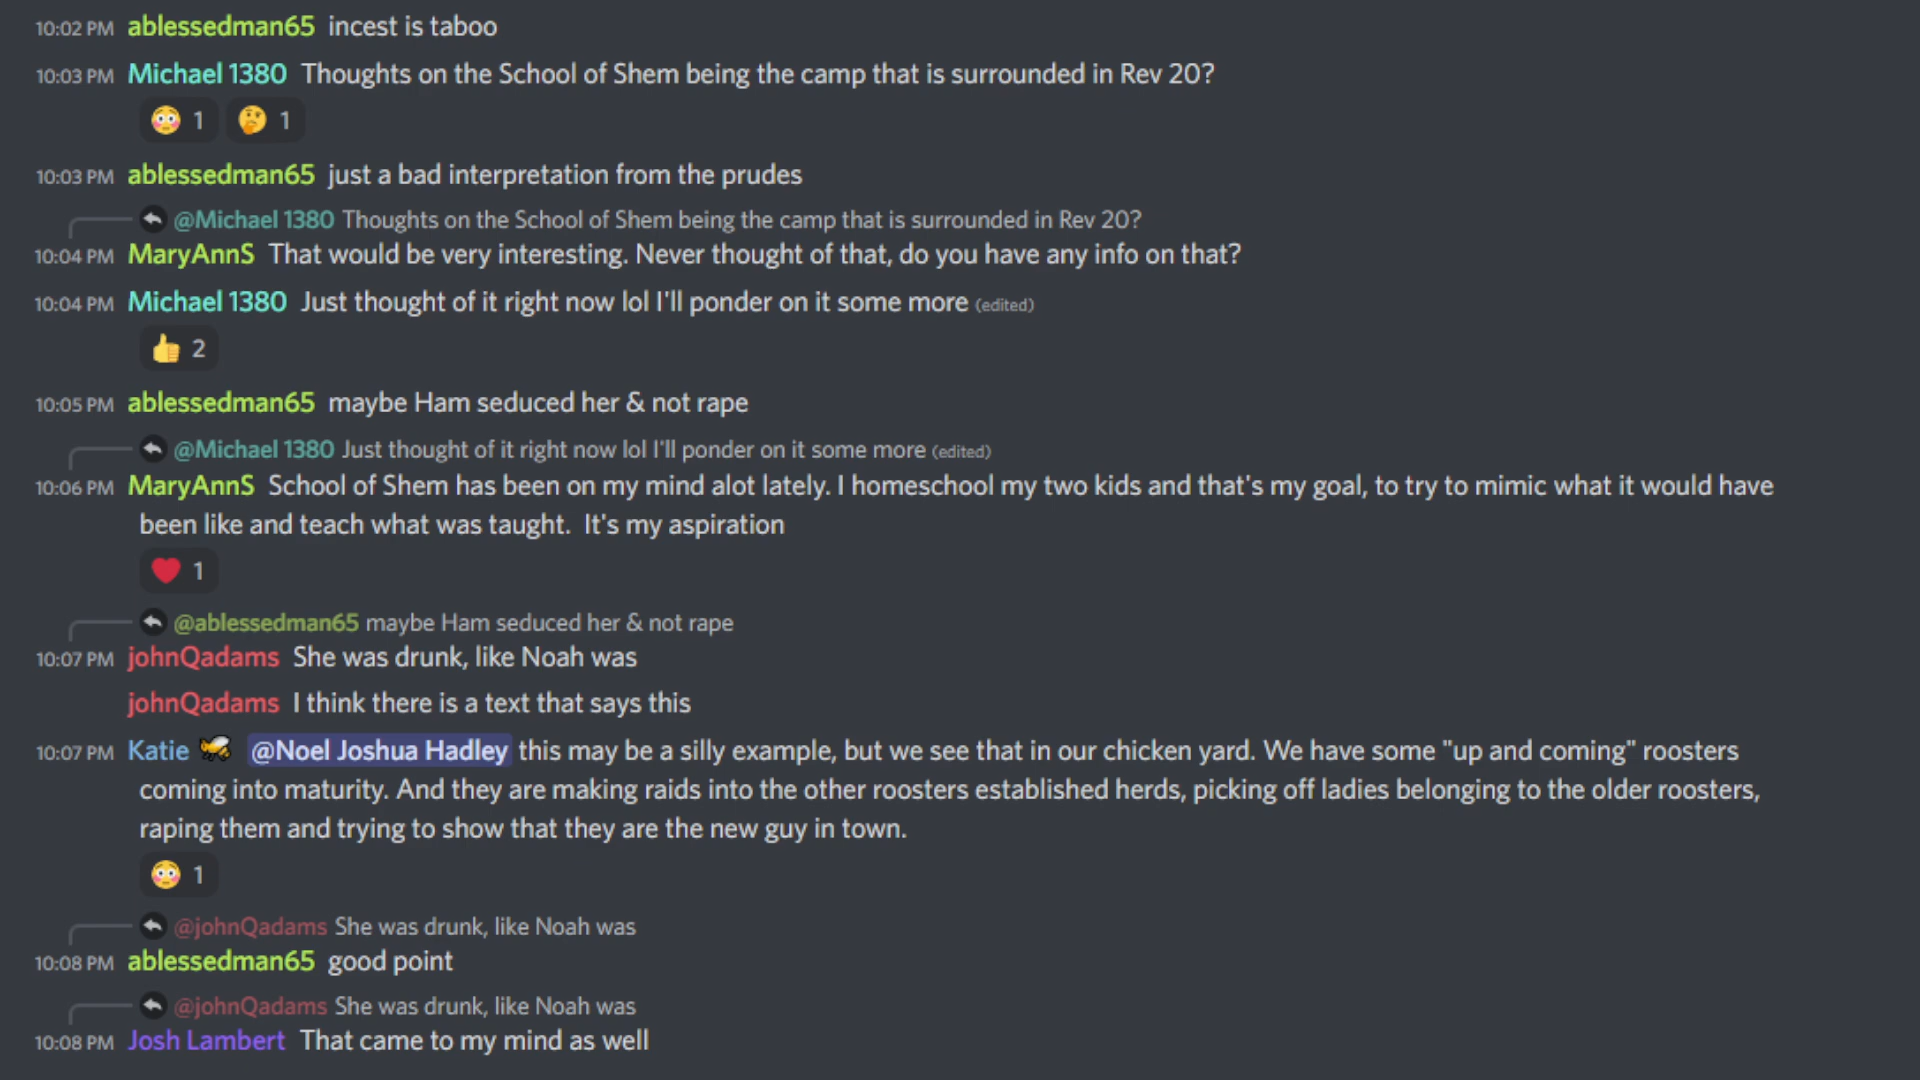 10:02 PM ablessedman65 incest is taboo
10:03 PM Michael 1380 Thoughts on the School of Shem being the camp that is surrounded in Rev 20?
1 1
10:03 PM ablessedman65 just a bad interpretation from the prudes
@Michael 1380 Thoughts on the School of Shem being the camp that is surrounded in Rev 20?
10:04 PM MaryAnnS That would be very interesting. Never thought of that, do you have any info on that?
10:04 PM Michael 1380 Just thought of it right now lol I'll ponder on it some more (edited)
2
10:05 PM ablessedman65 maybe Ham seduced her & not rape
@Michael 1380 Just thought of it right now lol I'll ponder on it some more (edited)
10:06 PM MaryAnnS School of Shem has been on my mind alot lately. I homeschool my two kids and that's my goal, to try to mimic what it would have
been like and teach what was taught. It's my aspiration
1
@ablessedman65 maybe Ham seduced her & not rape
10:07 PM johnQadams She was drunk, like Noah was
johnQadams I think there is a text that says this
10:07 PM Katie @Noel Joshua Hadley this may be a silly example, but we see that in our chicken yard. We have some "up and coming" roosters
coming into maturity. And they are making raids into the other roosters established herds, picking off ladies belonging to the older roosters,
raping them and trying to show that they are the new guy in town.
1
@johnQadams She was drunk, like Noah was
10:08 PM ablessedman65 good point
@johnQadams She was drunk, like Noah was
10:08 PM Josh Lambert That came to my mind as well